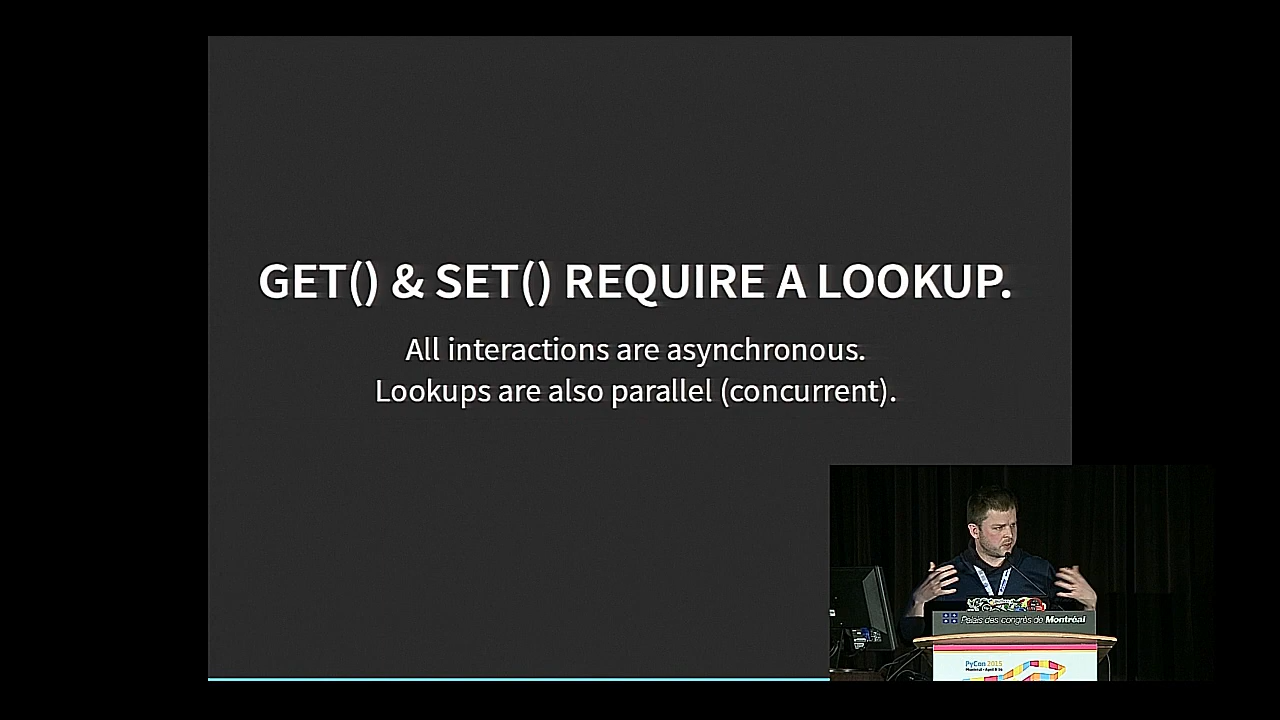 GET() & SET() REQUIRE A LOOKUP.
All interactions are asynchronous.
Lookups are also parallel (concurrent).
Palais des congrès de Montréal
PyCon 2015